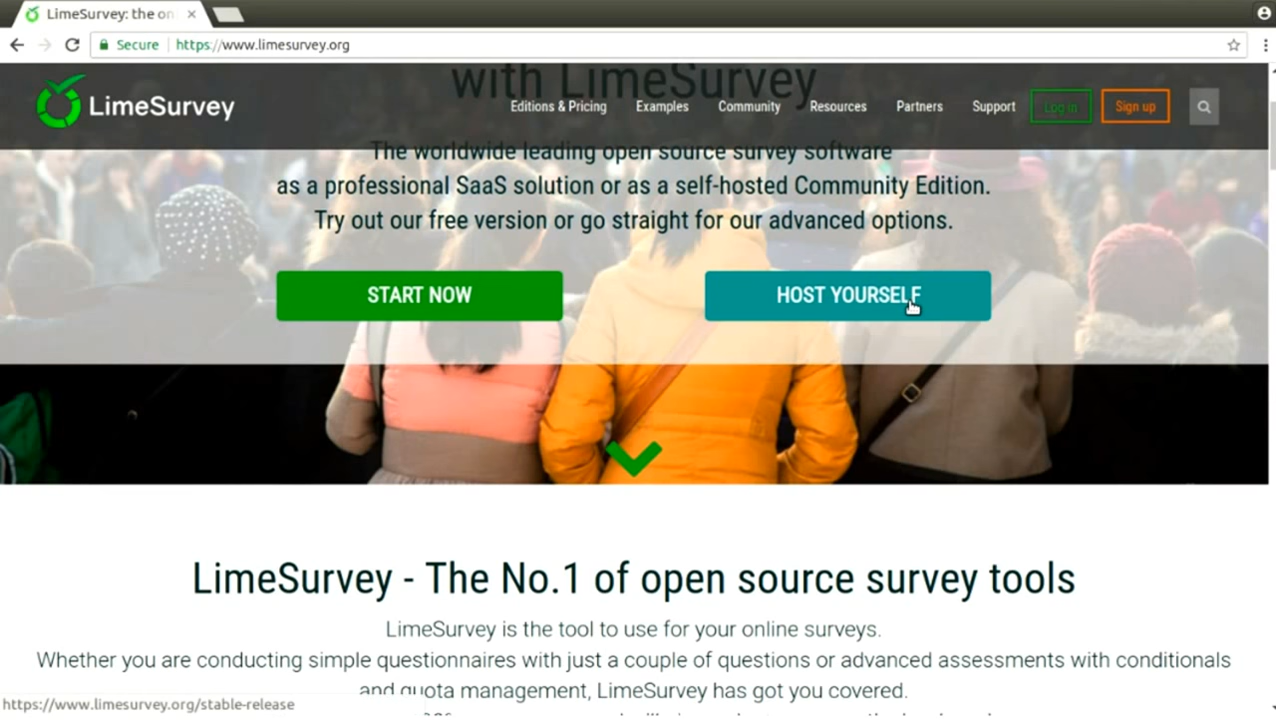 LimeSurvey: the on
Secure
https://www.limesurvey.org
with LimeSurvey
LimeSurvey
Editions & Pricing
Examples
Community
Resources
Partners
Support
Log in
Sign up
The worldwide leading open source survey software
as a professional SaaS solution or as a self-hosted Community Edition.
Try out our free version or go straight for our advanced options.
START NOW
HOST YOURSELF
LimeSurvey - The No.1 of open source survey tools
LimeSurvey is the tool to use for your online surveys.
Whether you are conducting simple questionnaires with just a couple of questions or advanced assessments with conditionals
and quota management, LimeSurvey has got you covered.
https://www.limesurvey.org/stable-release